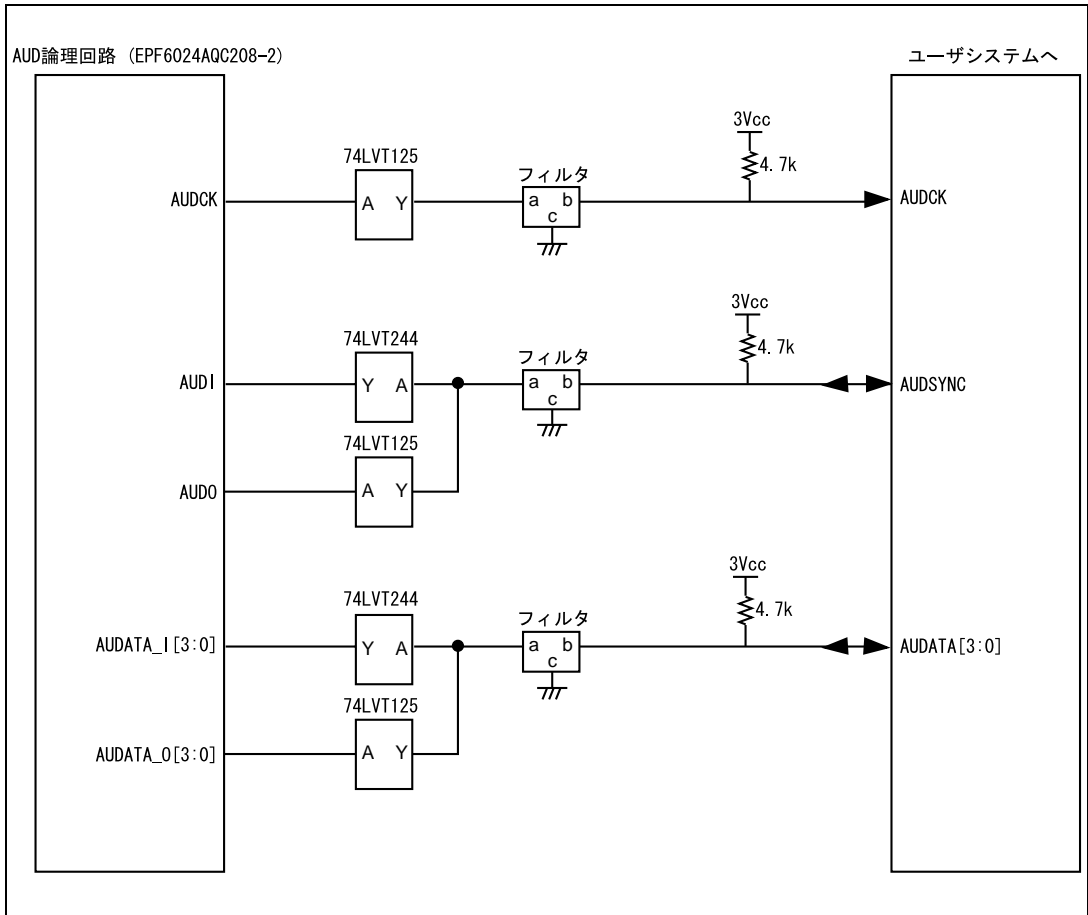 AUD論理回路 (EPF6024AQC208-2)
ユーザシステムへ
3Vcc
4.7k
74LVT125
フィルタ
AUDCK
A Y
a b
c
AUDCK
3Vcc
4.7k
74LVT244
フィルタ
AUDI
Y A
a b
c
AUDSYNC
74LVT125
AUDO
A Y
3Vcc
4.7k
74LVT244
フィルタ
AUDATA_I[3:0]
Y A
a b
c
AUDATA[3:0]
74LVT125
AUDATA_O[3:0]
A Y